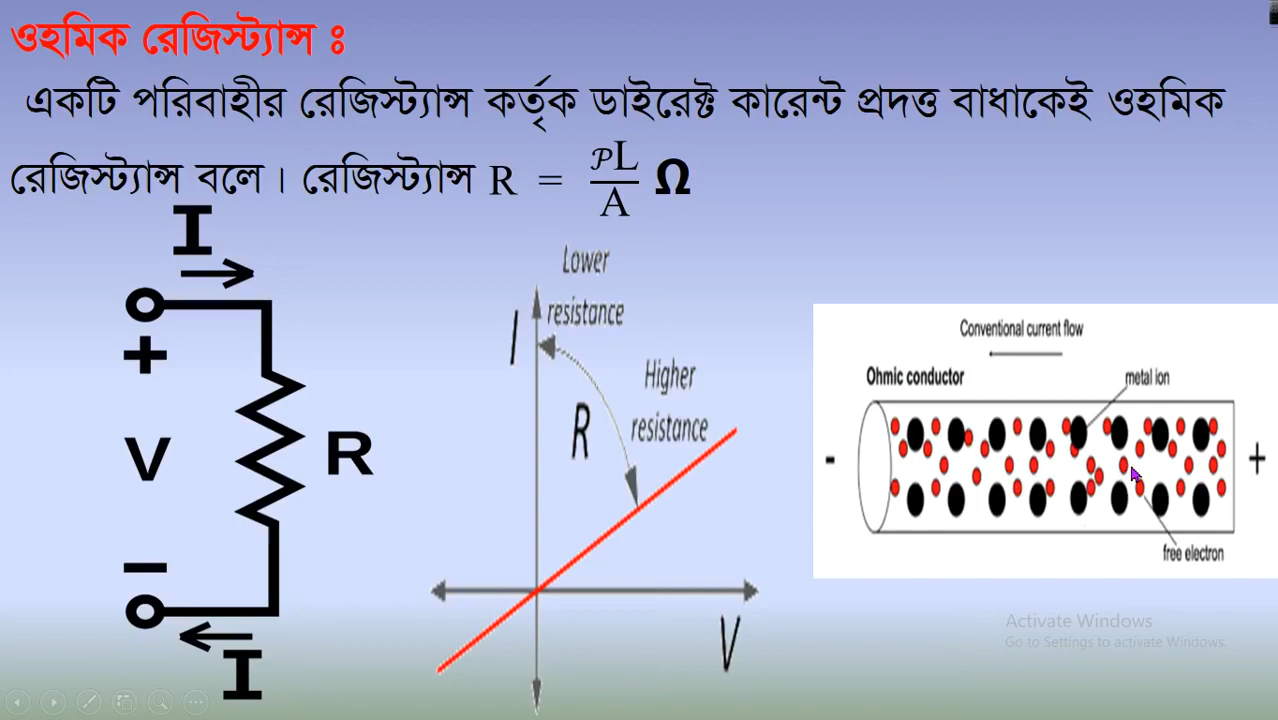 ওহমিক রেজিস্ট্যান্স ঃ
একটি পরিবাহীর রেজিস্ট্যান্স কর্তৃক ডাইরেক্ট কারেন্ট প্রদত্ত বাধাকেই ওহমিক
রেজিস্ট্যান্স বলে। রেজিস্ট্যান্স R = 𝒫L/A Ω
I
+
V
R
−
I
Lower
resistance
I
Higher
resistance
R
V
Conventional current flow
Ohmic conductor
metal ion
-
+
free electron
Activate Windows
Go to Settings to activate Windows.